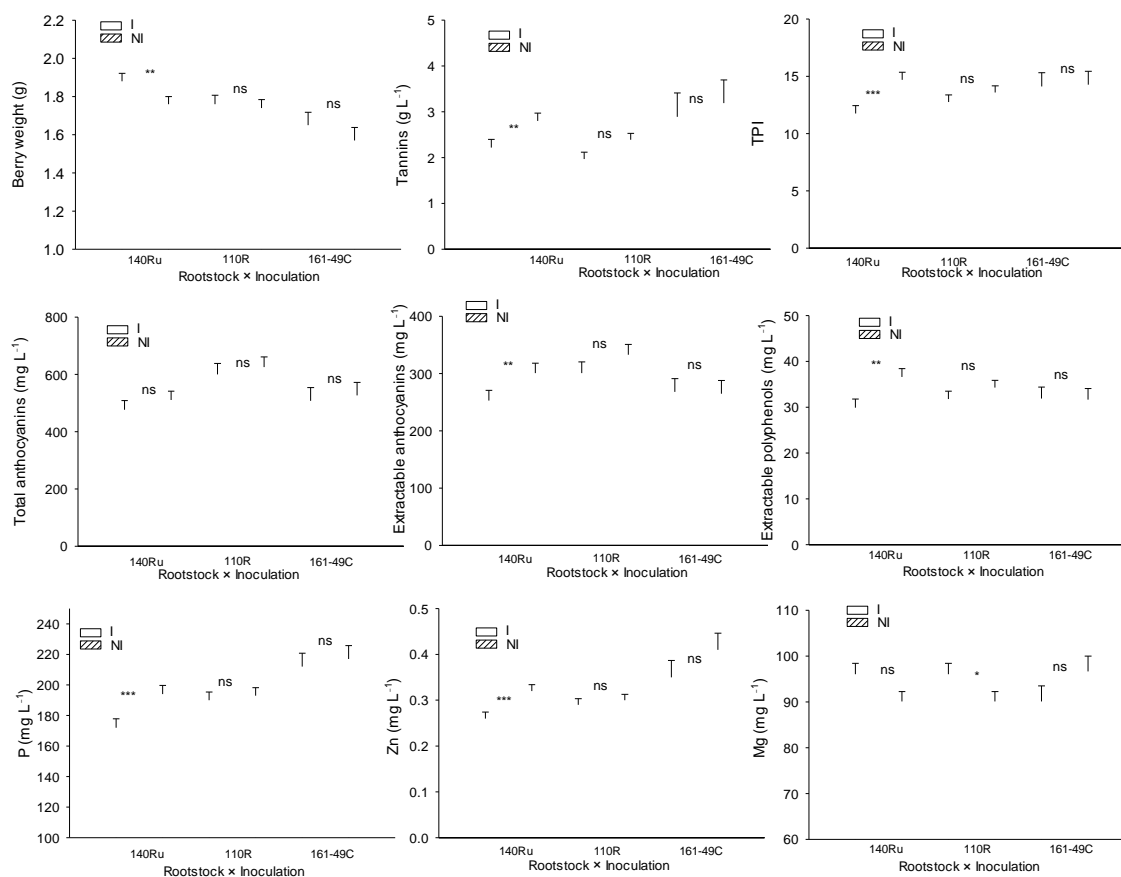 I
NI
Berry weight (g)
2.2
2.0
1.8
1.6
1.4
1.2
1.0
**
ns
ns
140Ru
110R
161-49C
Rootstock × Inoculation
I
NI
Tannins (g L⁻¹)
5
4
3
2
1
0
**
ns
ns
140Ru
110R
161-49C
Rootstock × Inoculation
I
NI
TPI
20
15
10
5
0
***
ns
ns
140Ru
110R
161-49C
Rootstock × Inoculation
I
NI
Total anthocyanins (mg L⁻¹)
800
600
400
200
0
ns
ns
ns
140Ru
110R
161-49C
Rootstock × Inoculation
I
NI
Extractable anthocyanins (mg L⁻¹)
400
300
200
100
0
**
ns
ns
140Ru
110R
161-49C
Rootstock × Inoculation
I
NI
Extractable polyphenols (mg L⁻¹)
50
40
30
20
10
0
**
ns
ns
140Ru
110R
161-49C
Rootstock × Inoculation
I
NI
P (mg L⁻¹)
240
220
200
180
160
140
120
100
***
ns
ns
140Ru
110R
161-49C
Rootstock × Inoculation
I
NI
Zn (mg L⁻¹)
0.5
0.4
0.3
0.2
0.1
0.0
***
ns
ns
140Ru
110R
161-49C
Rootstock × Inoculation
I
NI
Mg (mg L⁻¹)
110
100
90
80
70
60
ns
*
ns
140Ru
110R
161-49C
Rootstock × Inoculation